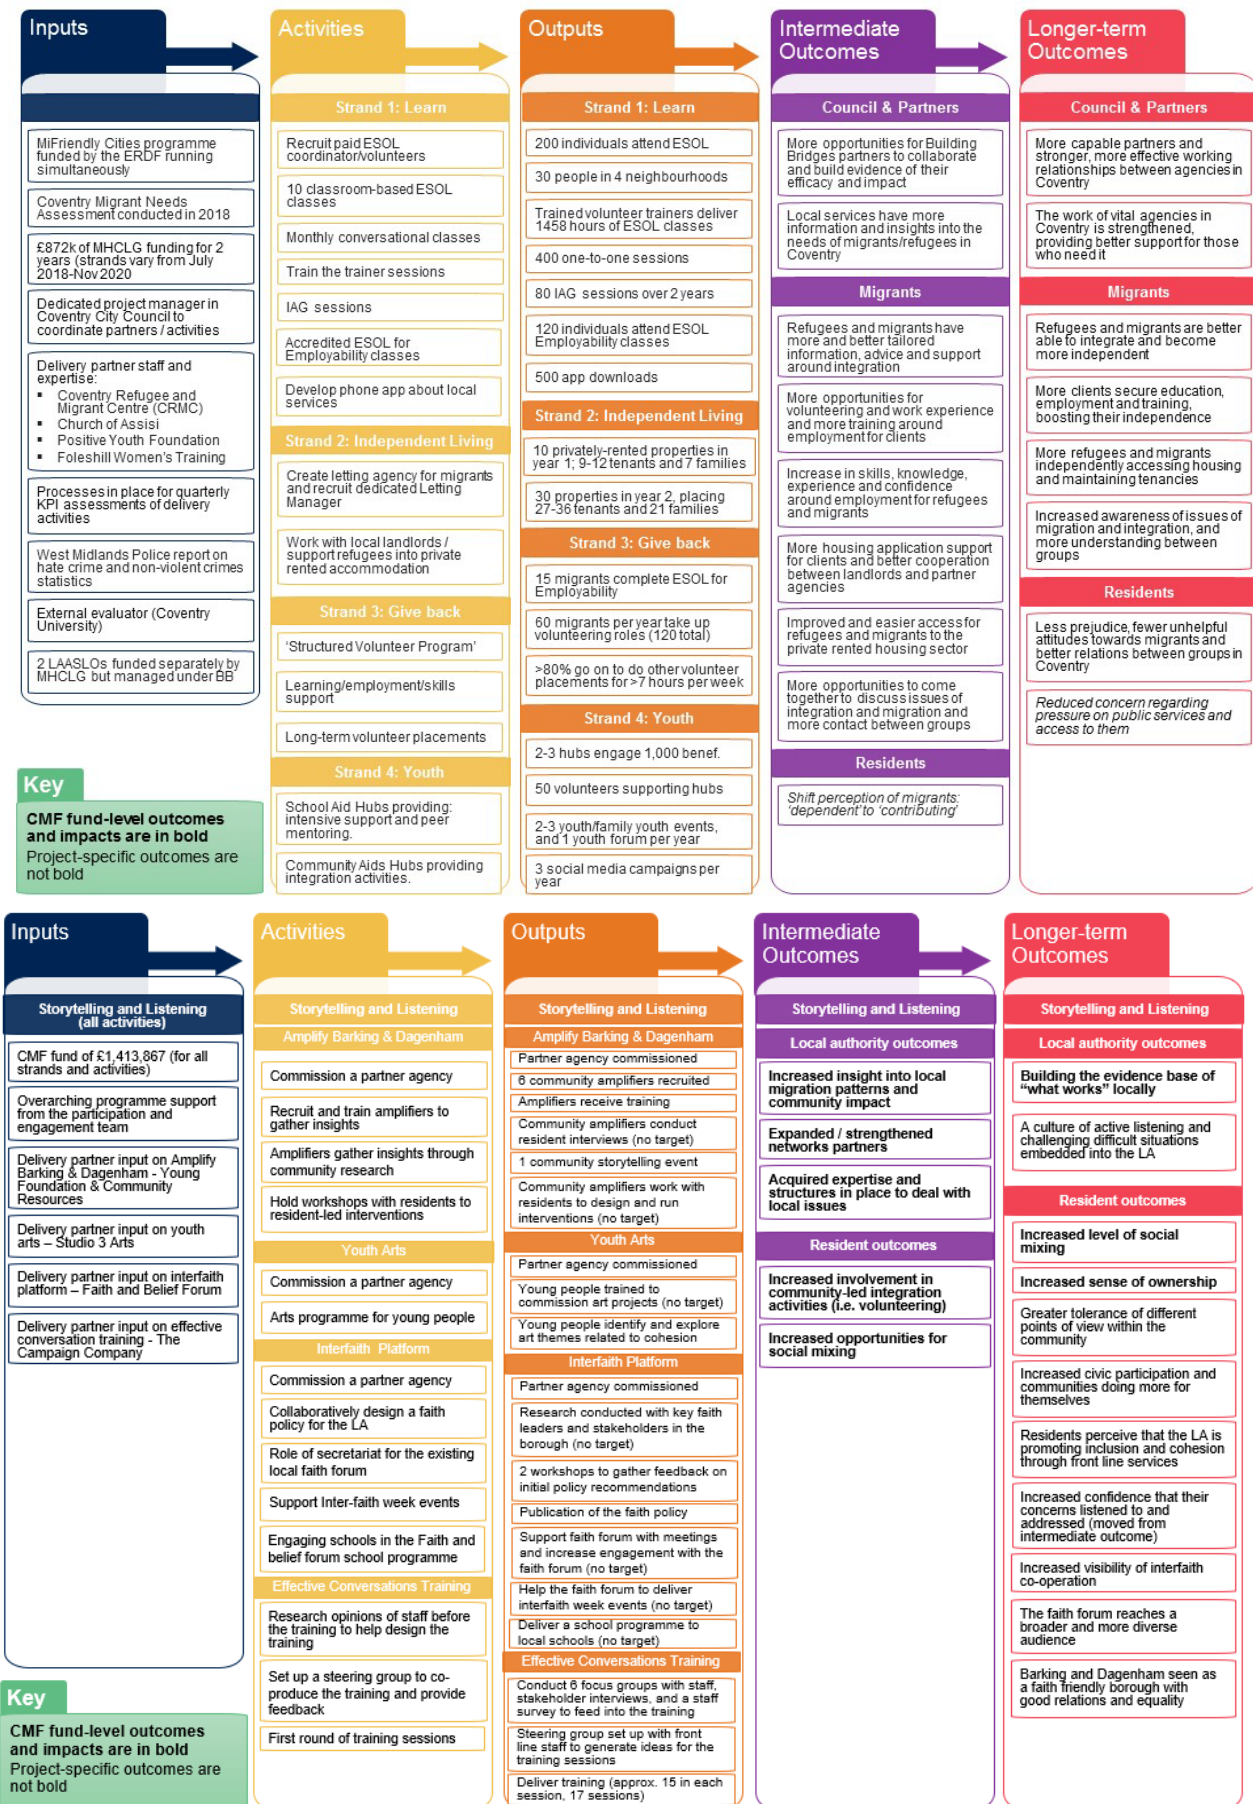 Inputs
MiFriendly Cities programme
funded by the ERDF running
simultaneously
Coventry Migrant Needs
Assessment conducted in 2018
£872k of MHCLG funding for 2
years (strands vary from July
2018-Nov 2020
Dedicated project manager in
Coventry City Council to
coordinate partners / activities
Delivery partner staff and
expertise:
▪ Coventry Refugee and
Migrant Centre (CRMC)
▪ Church of Assisi
▪ Positive Youth Foundation
▪ Foleshill Women's Training
Processes in place for quarterly
KPI assessments of delivery
activities
West Midlands Police report on
hate crime and non-violent crimes
statistics
External evaluator (Coventry
University)
2 LAASLOs funded separately by
MHCLG but managed under BB
Key
CMF fund-level outcomes
and impacts are in bold
Project-specific outcomes are
not bold
Activities
Strand 1: Learn
Recruit paid ESOL
coordinator/volunteers
10 classroom-based ESOL
classes
Monthly conversational classes
Train the trainer sessions
IAG sessions
Accredited ESOL for
Employability classes
Develop phone app about local
services
Strand 2: Independent Living
Create letting agency for migrants
and recruit dedicated Letting
Manager
Work with local landlords /
support refugees into private
rented accommodation
Strand 3: Give back
'Structured Volunteer Program'
Learning/employment/skills
support
Long-term volunteer placements
Strand 4: Youth
School Aid Hubs providing:
intensive support and peer
mentoring.
Community Aids Hubs providing
integration activities.
Outputs
Strand 1: Learn
200 individuals attend ESOL
30 people in 4 neighbourhoods
Trained volunteer trainers deliver
1458 hours of ESOL classes
400 one-to-one sessions
80 IAG sessions over 2 years
120 individuals attend ESOL
Employability classes
500 app downloads
Strand 2: Independent Living
10 privately-rented properties in
year 1; 9-12 tenants and 7 families
30 properties in year 2, placing
27-36 tenants and 21 families
Strand 3: Give back
15 migrants complete ESOL for
Employability
60 migrants per year take up
volunteering roles (120 total)
>80% go on to do other volunteer
placements for >7 hours per week
Strand 4: Youth
2-3 hubs engage 1,000 benef.
50 volunteers supporting hubs
2-3 youth/family youth events,
and 1 youth forum per year
3 social media campaigns per
year
Intermediate
Outcomes
Council & Partners
More opportunities for Building
Bridges partners to collaborate
and build evidence of their
efficacy and impact
Local services have more
information and insights into the
needs of migrants/refugees in
Coventry
Migrants
Refugees and migrants have
more and better tailored
information, advice and support
around integration
More opportunities for
volunteering and work experience
and more training around
employment for clients
Increase in skills, knowledge,
experience and confidence
around employment for refugees
and migrants
More housing application support
for clients and better cooperation
between landlords and partner
agencies
Improved and easier access for
refugees and migrants to the
private rented housing sector
More opportunities to come
together to discuss issues of
integration and migration and
more contact between groups
Residents
Shift perception of migrants:
'dependent' to 'contributing'
Longer-term
Outcomes
Council & Partners
More capable partners and
stronger, more effective working
relationships between agencies in
Coventry
The work of vital agencies in
Coventry is strengthened,
providing better support for those
who need it
Migrants
Refugees and migrants are better
able to integrate and become
more independent
More clients secure education,
employment and training,
boosting their independence
More refugees and migrants
independently accessing housing
and maintaining tenancies
Increased awareness of issues of
migration and integration, and
more understanding between
groups
Residents
Less prejudice, fewer unhelpful
attitudes towards migrants and
better relations between groups in
Coventry
Reduced concern regarding
pressure on public services and
access to them
Inputs
Storytelling and Listening
(all activities)
CMF fund of £1,413,867 (for all
strands and activities)
Overarching programme support
from the participation and
engagement team
Delivery partner input on Amplify
Barking & Dagenham - Young
Foundation & Community
Resources
Delivery partner input on youth
arts – Studio 3 Arts
Delivery partner input on interfaith
platform – Faith and Belief Forum
Delivery partner input on effective
conversation training - The
Campaign Company
Key
CMF fund-level outcomes
and impacts are in bold
Project-specific outcomes are
not bold
Activities
Storytelling and Listening
Amplify Barking & Dagenham
Commission a partner agency
Recruit and train amplifiers to
gather insights
Amplifiers gather insights through
community research
Hold workshops with residents to
resident-led interventions
Youth Arts
Commission a partner agency
Arts programme for young people
Interfaith Platform
Commission a partner agency
Collaboratively design a faith
policy for the LA
Role of secretariat for the existing
local faith forum
Support Inter-faith week events
Engaging schools in the Faith and
belief forum school programme
Effective Conversations Training
Research opinions of staff before
the training to help design the
training
Set up a steering group to co-
produce the training and provide
feedback
First round of training sessions
Outputs
Storytelling and Listening
Amplify Barking & Dagenham
Partner agency commissioned
6 community amplifiers recruited
Amplifiers receive training
Community amplifiers conduct
resident interviews (no target)
1 community storytelling event
Community amplifiers work with
residents to design and run
interventions (no target)
Youth Arts
Partner agency commissioned
Young people trained to
commission art projects (no target)
Young people identify and explore
art themes related to cohesion
Interfaith Platform
Partner agency commissioned
Research conducted with key faith
leaders and stakeholders in the
borough (no target)
2 workshops to gather feedback on
initial policy recommendations
Publication of the faith policy
Support faith forum with meetings
and increase engagement with the
faith forum (no target)
Help the faith forum to deliver
interfaith week events (no target)
Deliver a school programme to
local schools (no target)
Effective Conversations Training
Conduct 6 focus groups with staff,
stakeholder interviews, and a staff
survey to feed into the training
Steering group set up with front
line staff to generate ideas for the
training sessions
Deliver training (approx. 15 in each
session, 17 sessions)
Intermediate
Outcomes
Storytelling and Listening
Local authority outcomes
Increased insight into local
migration patterns and
community impact
Expanded / strengthened
networks partners
Acquired expertise and
structures in place to deal with
local issues
Resident outcomes
Increased involvement in
community-led integration
activities (i.e. volunteering)
Increased opportunities for
social mixing
Longer-term
Outcomes
Storytelling and Listening
Local authority outcomes
Building the evidence base of
"what works" locally
A culture of active listening and
challenging difficult situations
embedded into the LA
Resident outcomes
Increased level of social
mixing
Increased sense of ownership
Greater tolerance of different
points of view within the
community
Increased civic participation and
communities doing more for
themselves
Residents perceive that the LA is
promoting inclusion and cohesion
through front line services
Increased confidence that their
concerns listened to and
addressed (moved from
intermediate outcome)
Increased visibility of interfaith
co-operation
The faith forum reaches a
broader and more diverse
audience
Barking and Dagenham seen as
a faith friendly borough with
good relations and equality